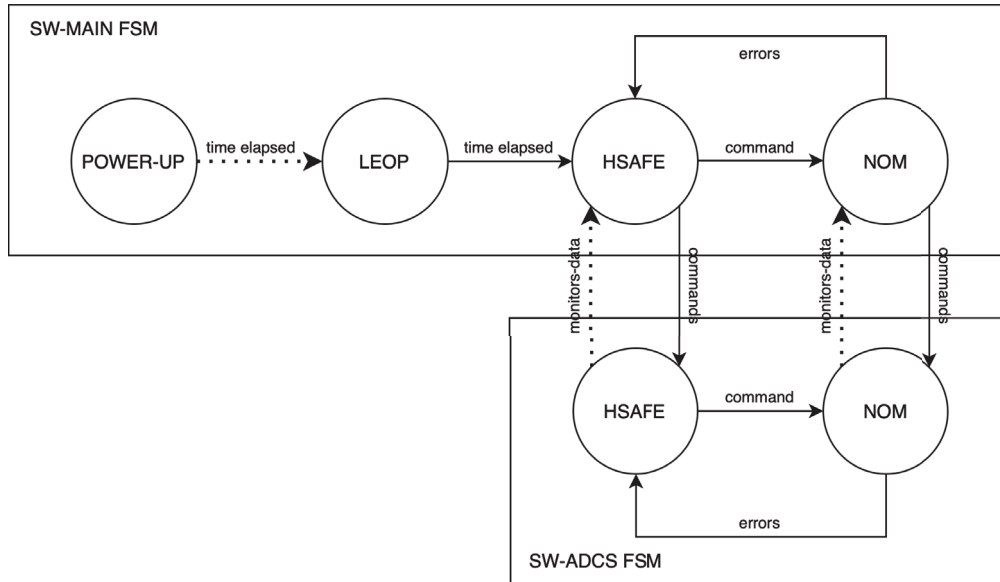 SW-MAIN FSM
errors
POWER-UP
time elapsed
LEOP
time elapsed
HSAFE
command
NOM
monitors-data
commands
monitors-data
commands
HSAFE
command
NOM
errors
SW-ADCS FSM